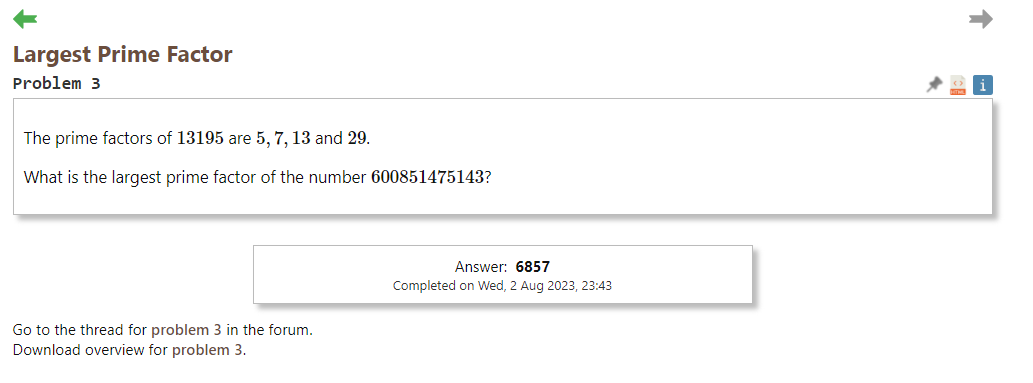 Largest Prime Factor
Problem 3
HTML
i
The prime factors of 13195 are 5, 7, 13 and 29.
What is the largest prime factor of the number 600851475143?
Answer: 6857
Completed on Wed, 2 Aug 2023, 23:43
Go to the thread for problem 3 in the forum.
Download overview for problem 3.